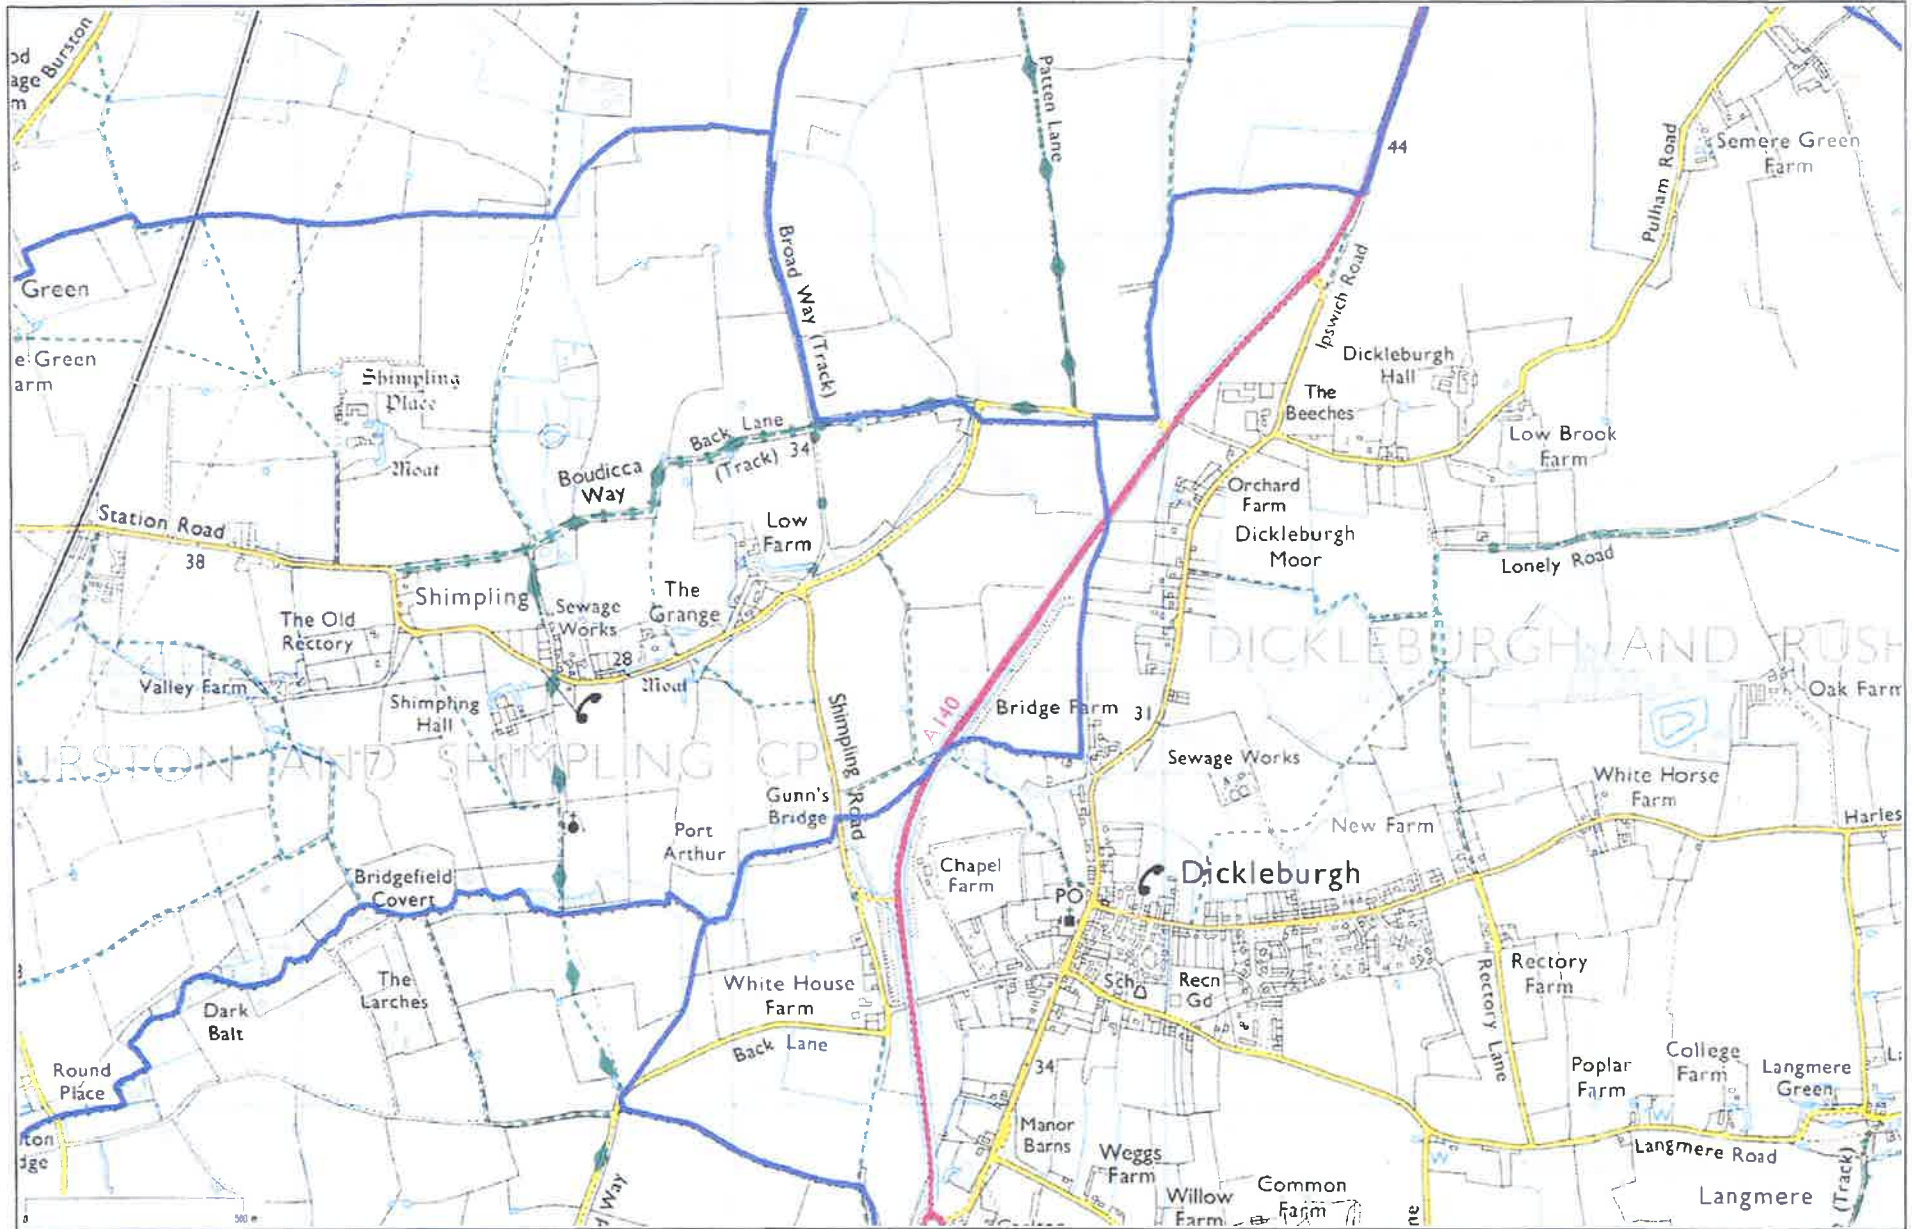 Burston
Patten Lane
44
Pulham Road
Semere Green
Farm
Green
Broad Way (Track)
Ipswich Road
Dickleburgh
Hall
Shimpling
Place
Moat
The
Beeches
Low Brook
Farm
Back Lane
(Track)
34
Boudicca
Way
Orchard
Farm
Station Road
38
Low
Farm
Dickleburgh
Moor
Lonely Road
Shimpling
Sewage
Works
The
Grange
The Old
Rectory
28
Moat
DICKLEBURGH AND RUSH
Valley Farm
Shimpling
Hall
Shimpling Road
A140
Bridge Farm
31
Oak Farm
Sewage Works
White Horse
Farm
AND SHIMPLING CP
Gunn's
Bridge
Port
Arthur
New Farm
Harles
Bridgefield
Covert
Chapel
Farm
PO
Dickleburgh
The
Larches
White House
Farm
Sch
Recn
Gd
Rectory
Farm
Rectory Lane
Dark
Balt
Back Lane
Round
Place
34
Poplar
Farm
College
Farm
Langmere
Green
Manor
Barns
Weggs
Farm
Langmere Road
(Track)
Willow
Farm
Common
Farm
Langmere
Way
0
500 m